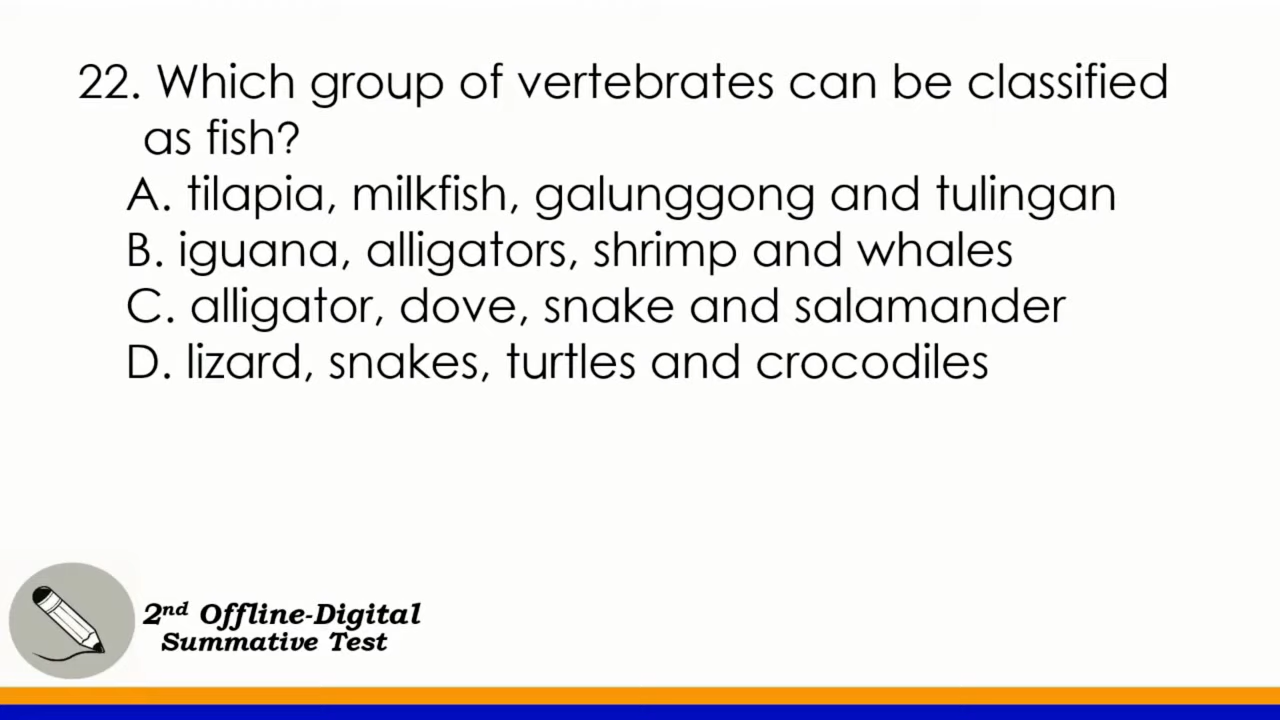 22. Which group of vertebrates can be classified
as fish?
A. tilapia, milkfish, galunggong and tulingan
B. iguana, alligators, shrimp and whales
C. alligator, dove, snake and salamander
D. lizard, snakes, turtles and crocodiles
2nd Offline-Digital
Summative Test